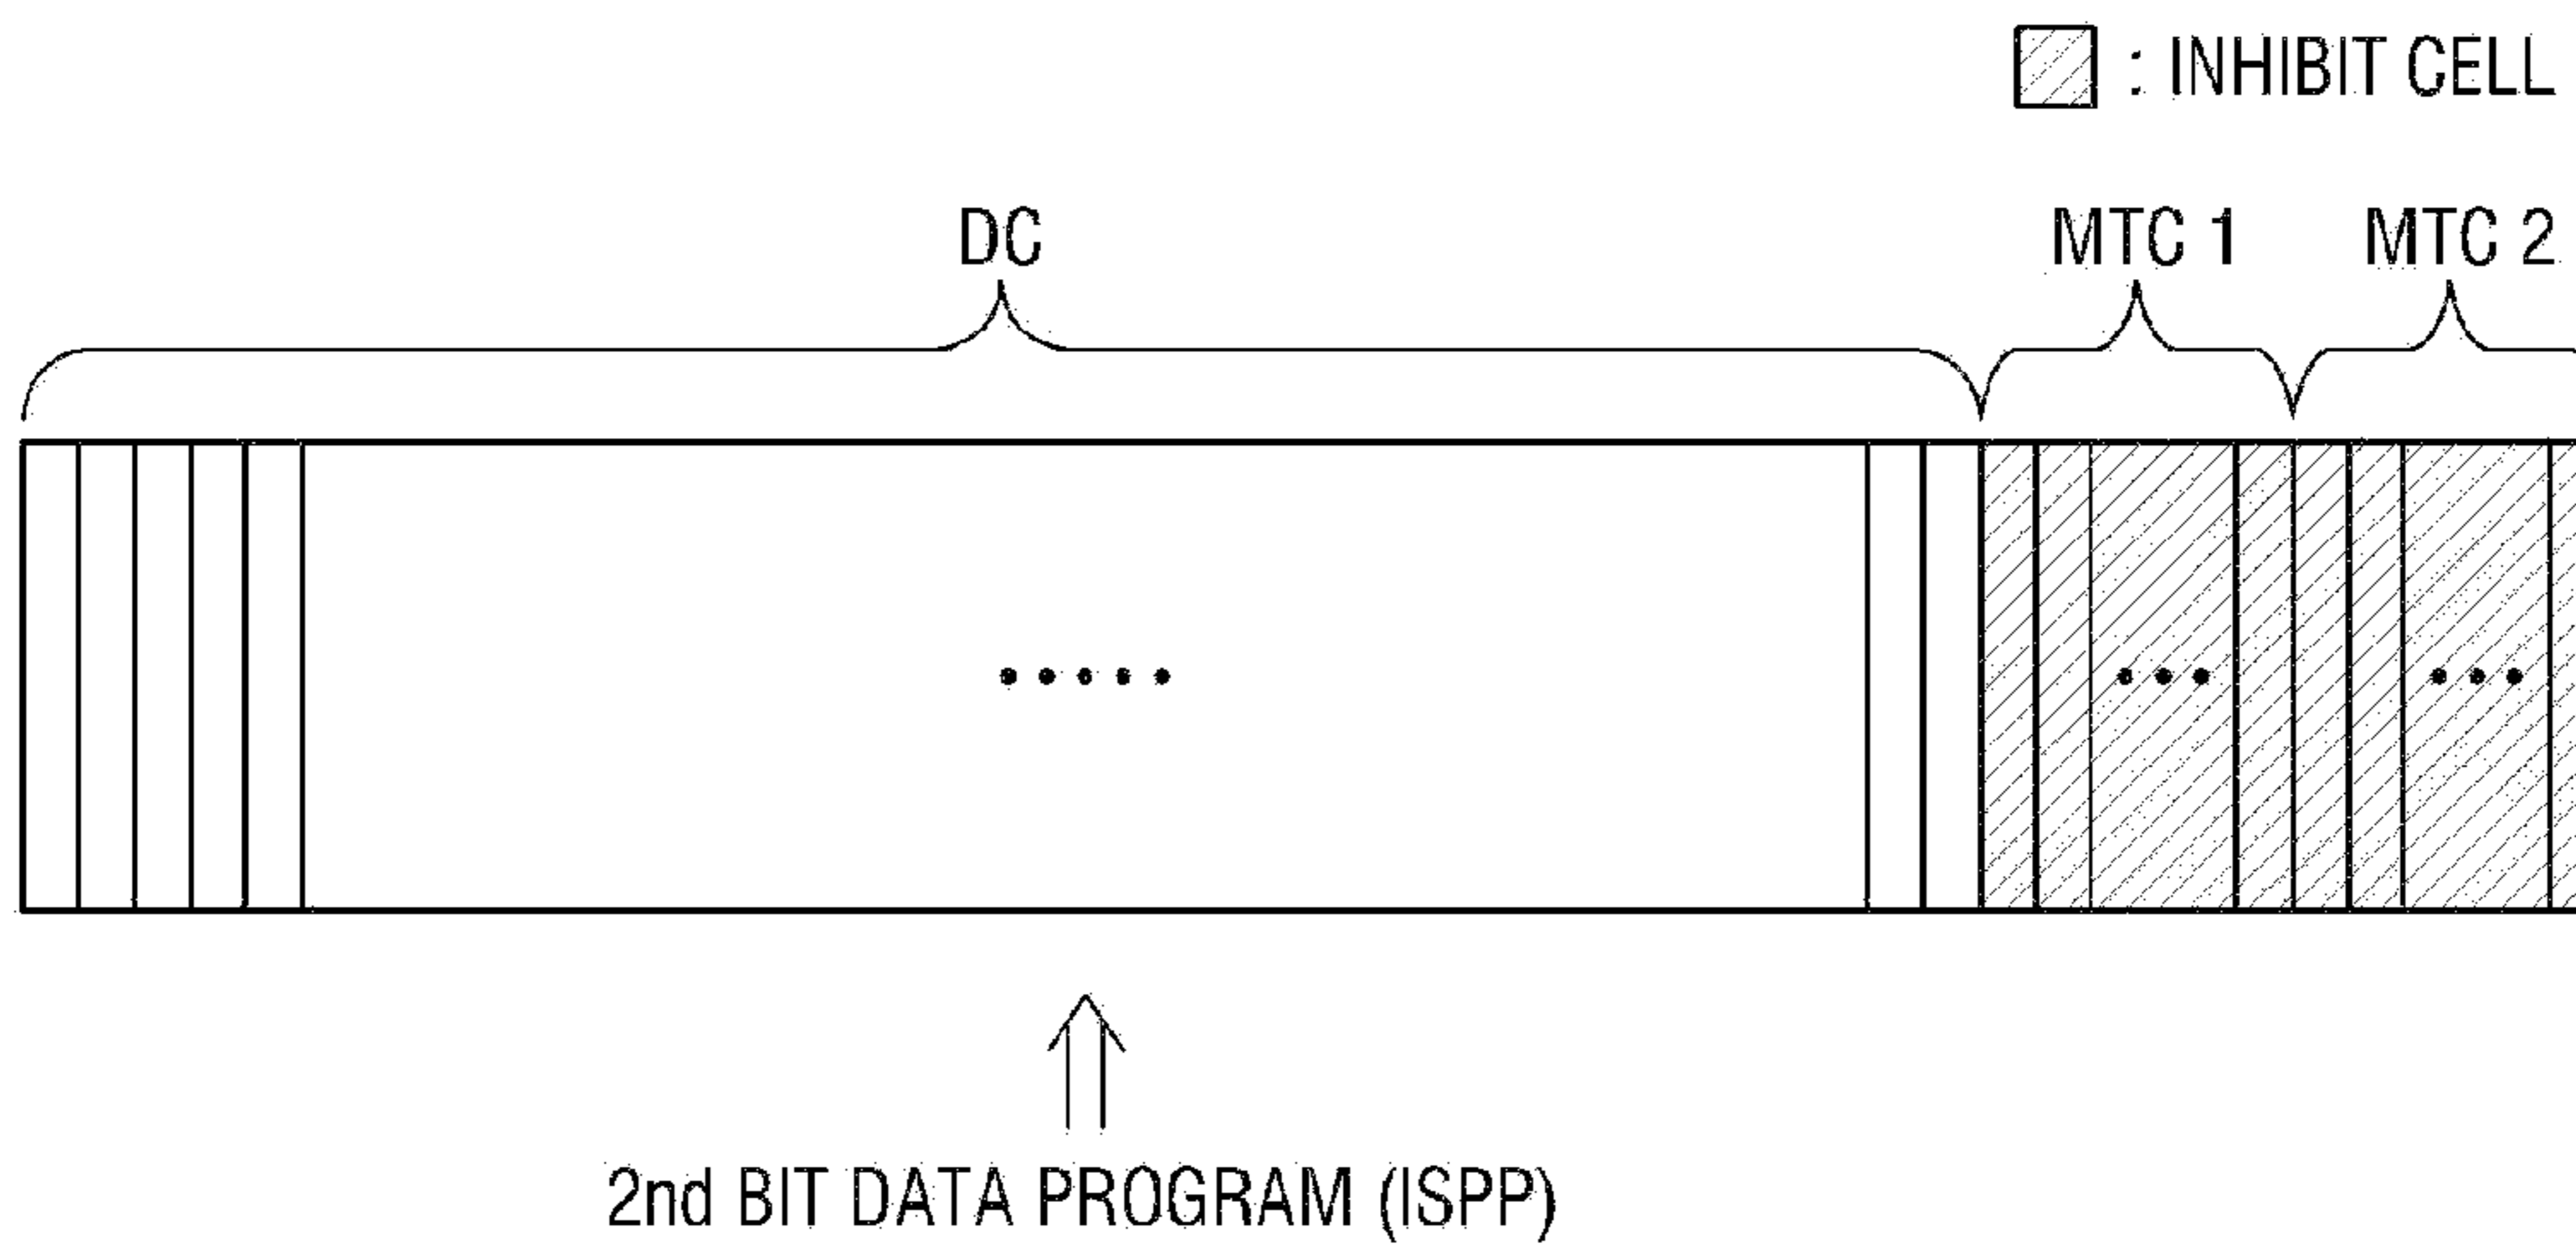 : INHIBIT CELL
DC
MTC 1
MTC 2
2nd BIT DATA PROGRAM (ISPP)